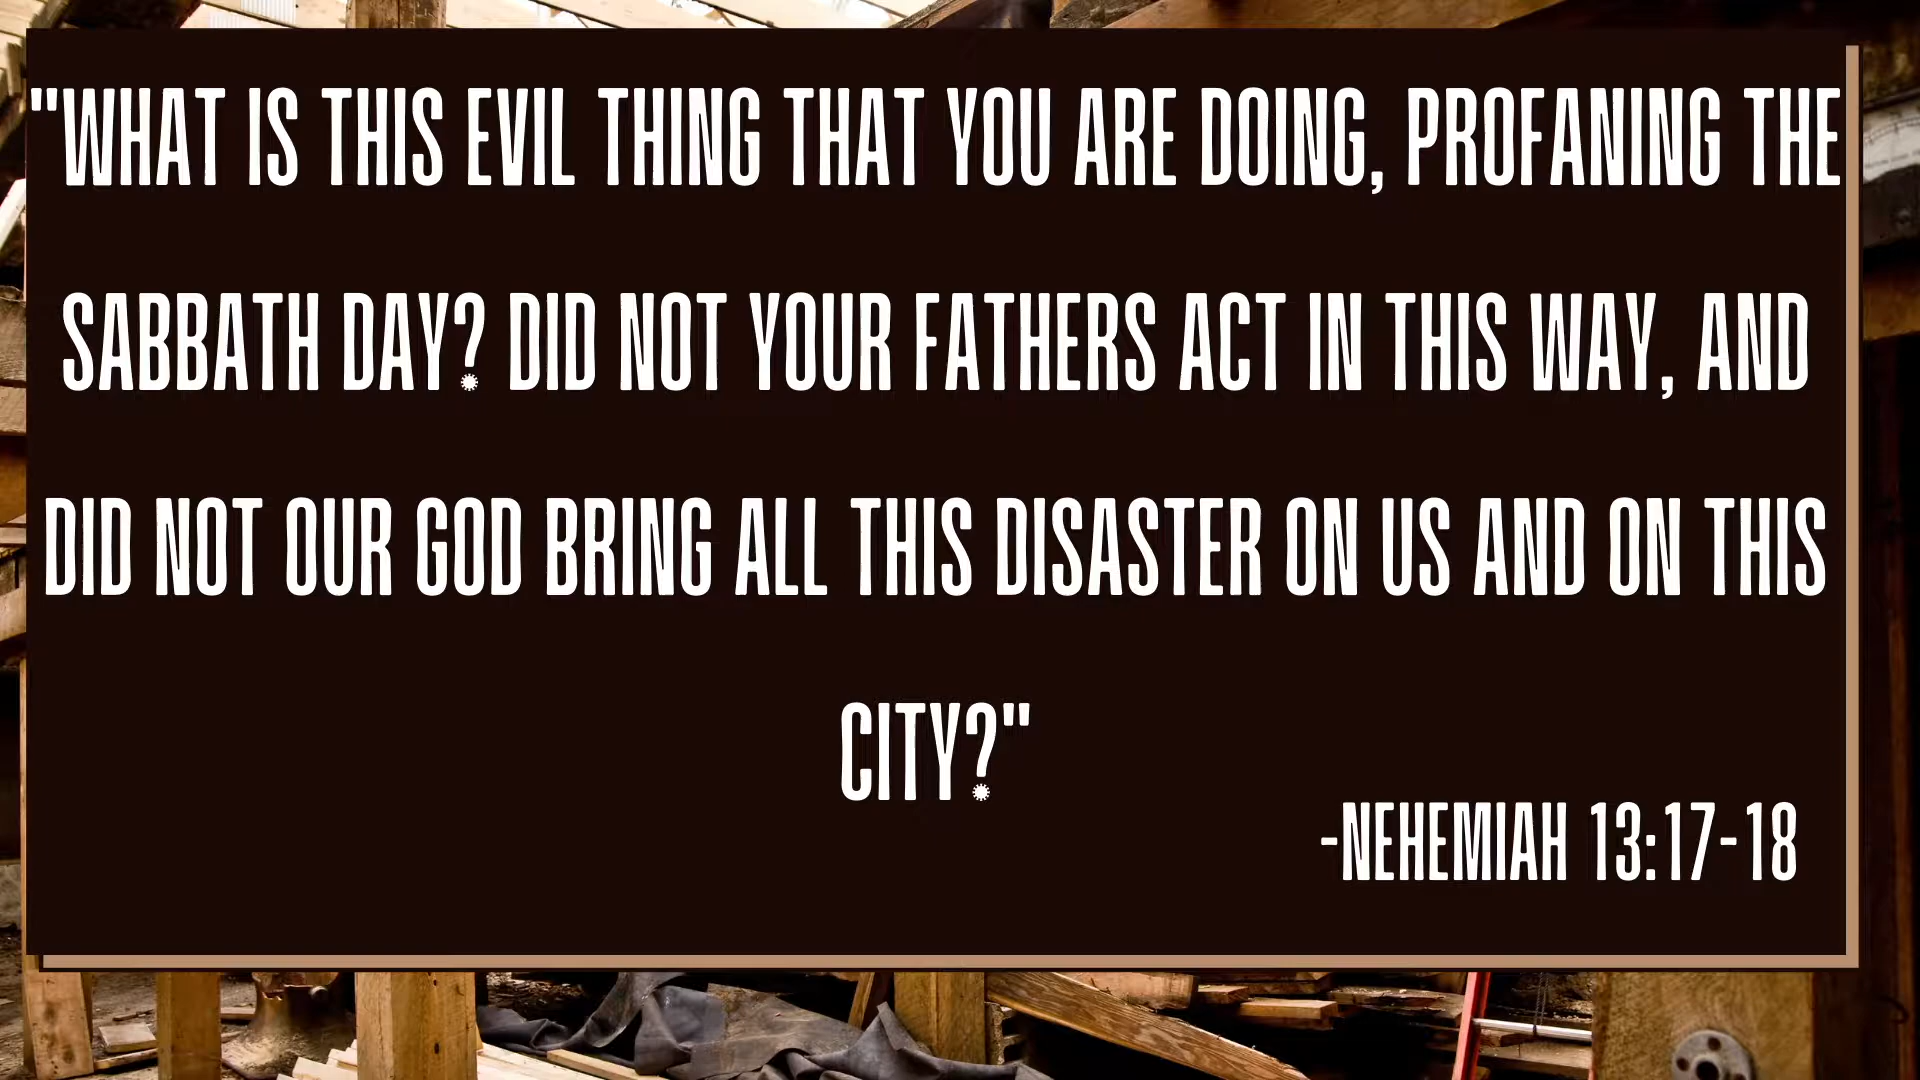 "WHAT IS THIS EVIL THING THAT YOU ARE DOING, PROFANING THE
SABBATH DAY? DID NOT YOUR FATHERS ACT IN THIS WAY, AND
DID NOT OUR GOD BRING ALL THIS DISASTER ON US AND ON THIS
CITY?"
-NEHEMIAH 13:17-18